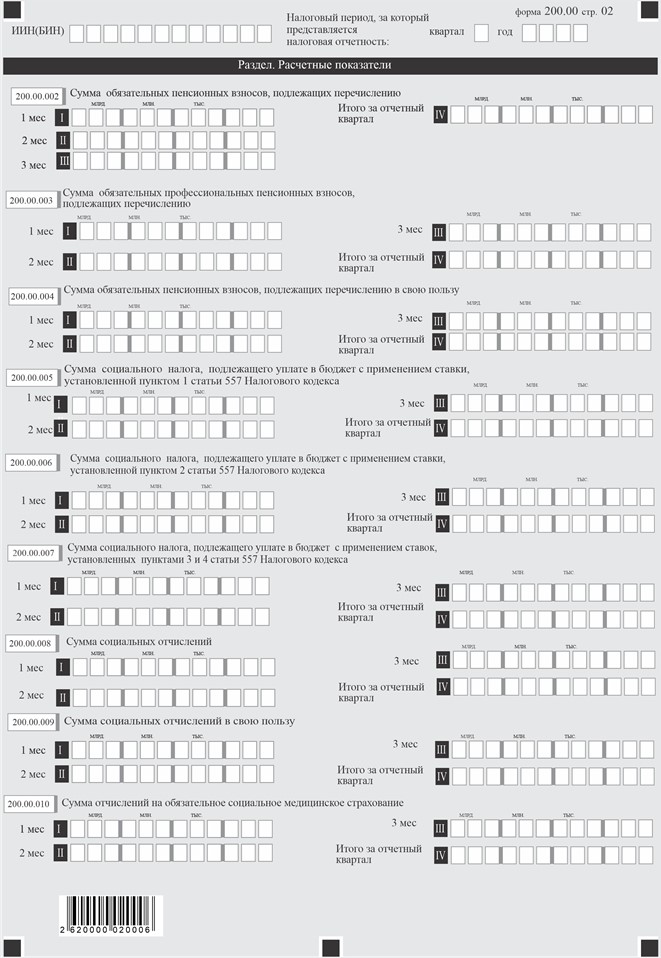 форма 200.00 стр. 02
ИИН(БИН)
Налоговый период, за который
представляется
налоговая отчетность:
квартал год
Раздел. Расчетные показатели
200.00.002 Сумма обязательных пенсионных взносов, подлежащих перечислению
МЛРД. МЛН. ТЫС.
1 мес I
2 мес II
3 мес III
Итого за отчетный
квартал
МЛРД. МЛН. ТЫС.
IV
200.00.003 Сумма обязательных профессиональных пенсионных взносов,
подлежащих перечислению
МЛРД. МЛН. ТЫС.
1 мес I
2 мес II
МЛРД. МЛН. ТЫС.
3 мес III
Итого за отчетный
квартал
IV
200.00.004 Сумма обязательных пенсионных взносов, подлежащих перечислению в свою пользу
МЛРД. МЛН. ТЫС.
1 мес I
2 мес II
МЛРД. МЛН. ТЫС.
3 мес III
Итого за отчетный
квартал
IV
200.00.005 Сумма социального налога, подлежащего уплате в бюджет с применением ставки,
установленной пунктом 1 статьи 557 Налогового кодекса
МЛРД. МЛН. ТЫС.
1 мес I
2 мес II
МЛРД. МЛН. ТЫС.
3 мес III
Итого за отчетный
квартал
IV
200.00.006 Сумма социального налога, подлежащего уплате в бюджет с применением ставки,
установленной пунктом 2 статьи 557 Налогового кодекса
МЛРД. МЛН. ТЫС.
1 мес I
2 мес II
МЛРД. МЛН. ТЫС.
3 мес III
Итого за отчетный
квартал
IV
200.00.007 Сумма социального налога, подлежащего уплате в бюджет с применением ставок,
установленных пунктами 3 и 4 статьи 557 Налогового кодекса
МЛРД. МЛН. ТЫС.
1 мес I
2 мес II
МЛРД. МЛН. ТЫС.
3 мес III
Итого за отчетный
квартал
IV
200.00.008 Сумма социальных отчислений
МЛРД. МЛН. ТЫС.
1 мес I
2 мес II
МЛРД. МЛН. ТЫС.
3 мес III
Итого за отчетный
квартал
IV
200.00.009 Сумма социальных отчислений в свою пользу
МЛРД. МЛН. ТЫС.
1 мес I
2 мес II
МЛРД. МЛН. ТЫС.
3 мес III
Итого за отчетный
квартал
IV
200.00.010 Сумма отчислений на обязательное социальное медицинское страхование
МЛРД. МЛН. ТЫС.
1 мес I
2 мес II
МЛРД. МЛН. ТЫС.
3 мес III
Итого за отчетный
квартал
IV
2 620000 020006